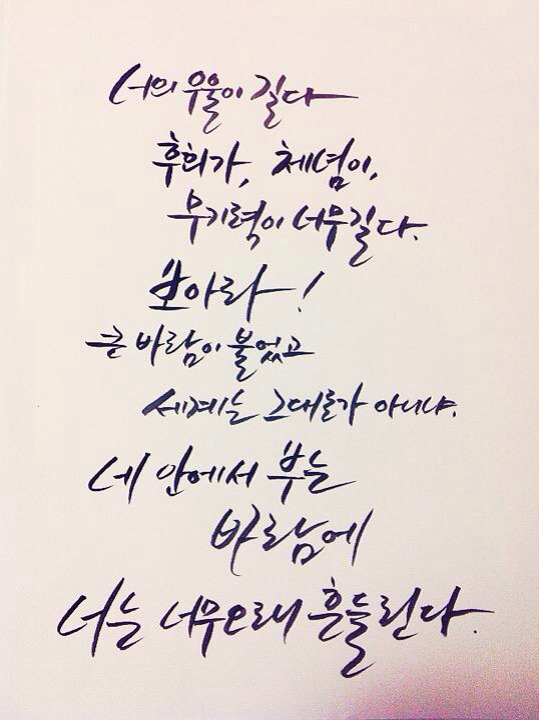 너의 우울이 길다
후회가, 체념이,
무기력이 너무 길다.
보아라!
큰 바람이 불었고
세계는 그대로가 아니냐.
네 안에서 부는
바람에
너는 너무 오래 흔들린다.